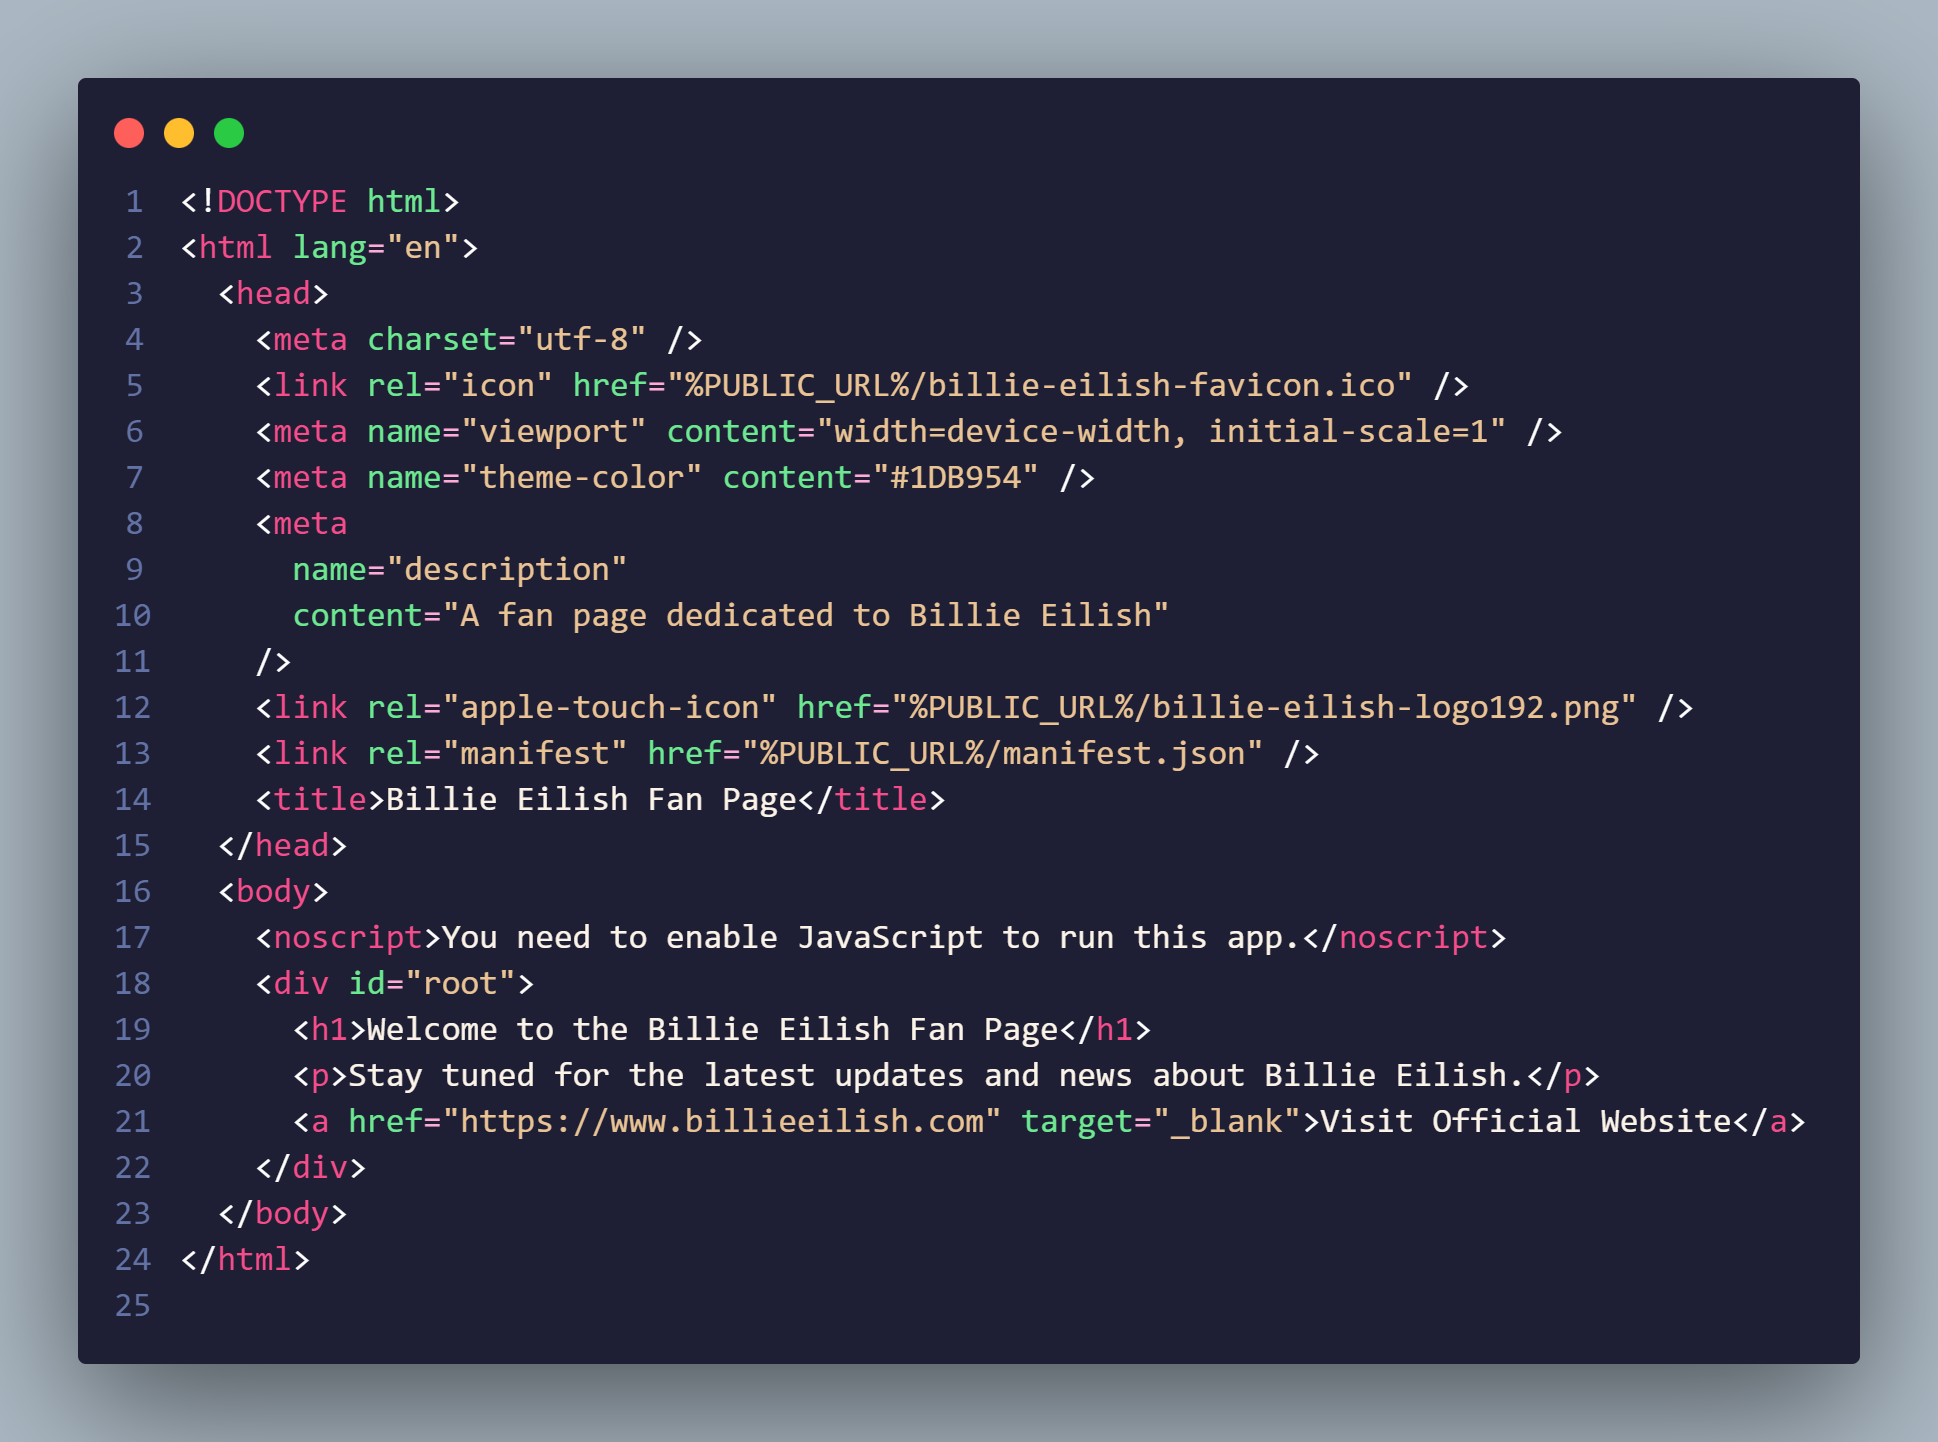 1 <!DOCTYPE html>
2 <html lang="en">
3   <head>
4     <meta charset="utf-8" />
5     <link rel="icon" href="%PUBLIC_URL%/billie-eilish-favicon.ico" />
6     <meta name="viewport" content="width=device-width, initial-scale=1" />
7     <meta name="theme-color" content="#1DB954" />
8     <meta
9       name="description"
10       content="A fan page dedicated to Billie Eilish"
11     />
12     <link rel="apple-touch-icon" href="%PUBLIC_URL%/billie-eilish-logo192.png" />
13     <link rel="manifest" href="%PUBLIC_URL%/manifest.json" />
14     <title>Billie Eilish Fan Page</title>
15   </head>
16   <body>
17     <noscript>You need to enable JavaScript to run this app.</noscript>
18     <div id="root">
19       <h1>Welcome to the Billie Eilish Fan Page</h1>
20       <p>Stay tuned for the latest updates and news about Billie Eilish.</p>
21       <a href="https://www.billieeilish.com" target="_blank">Visit Official Website</a>
22     </div>
23   </body>
24 </html>
25